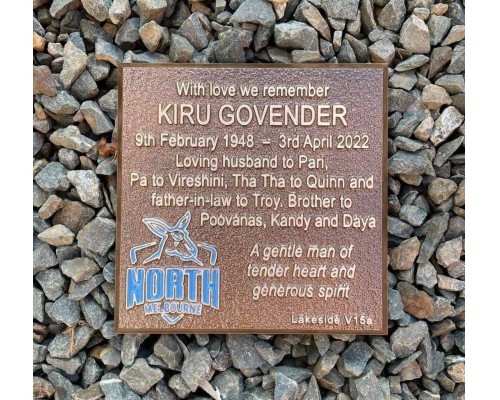 With love we remember
KIRU GOVENDER
9th February 1948 – 3rd April 2022
Loving husband to Pari,
Pa to Vireshini, Tha Tha to Quinn and
father-in-law to Troy. Brother to
Poovanas, Kandy and Daya
A gentle man of
tender heart and
generous spirit
NORTH
MELBOURNE
Lakeside V15a